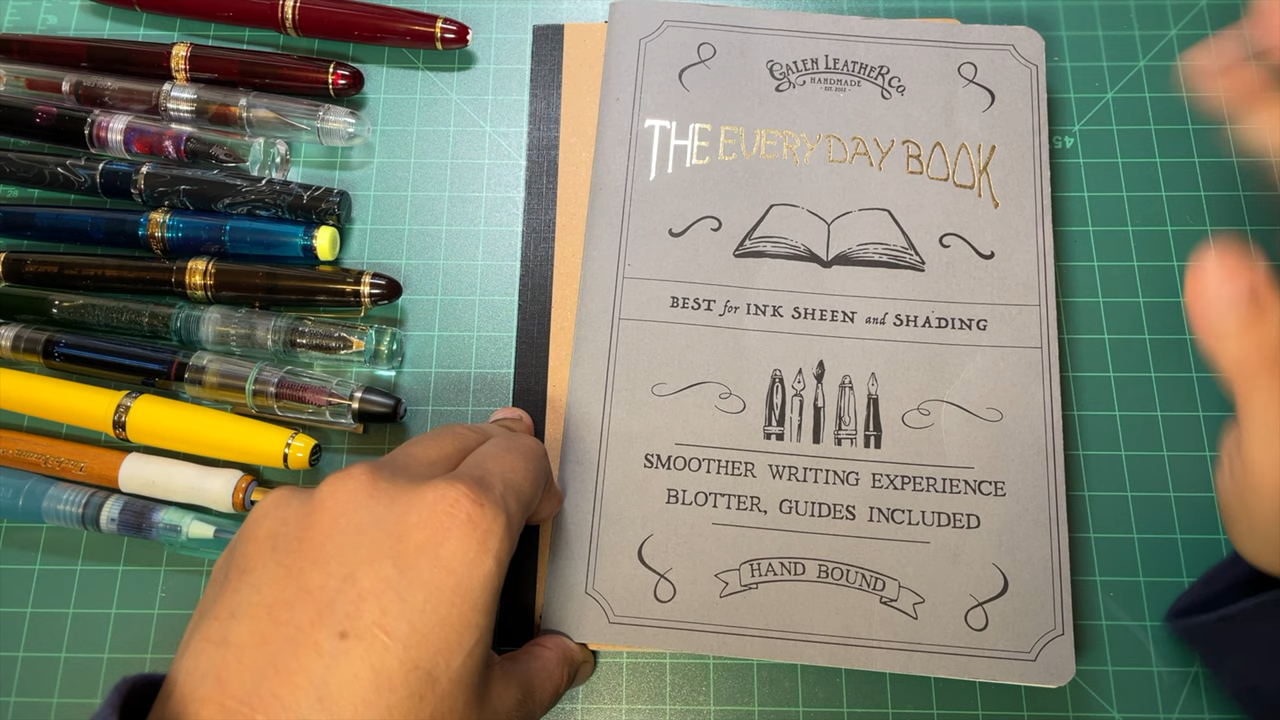 GALEN LEATHER Co.
HANDMADE
- EST. 2012 -
THE EVERYDAY BOOK
BEST for INK SHEEN and SHADING
SMOOTHER WRITING EXPERIENCE
BLOTTER, GUIDES INCLUDED
HAND BOUND
45